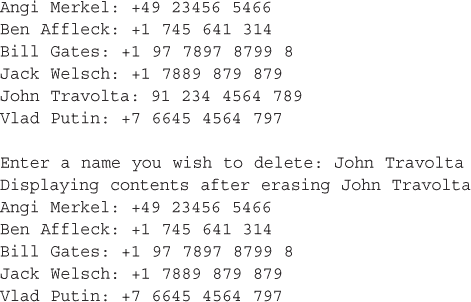 Angi Merkel: +49 23456 5466
Ben Affleck: +1 745 641 314
Bill Gates: +1 97 7897 8799 8
Jack Welsch: +1 7889 879 879
John Travolta: 91 234 4564 789
Vlad Putin: +7 6645 4564 797
Enter a name you wish to delete: John Travolta
Displaying contents after erasing John Travolta
Angi Merkel: +49 23456 5466
Ben Affleck: +1 745 641 314
Bill Gates: +1 97 7897 8799 8
Jack Welsch: +1 7889 879 879
Vlad Putin: +7 6645 4564 797